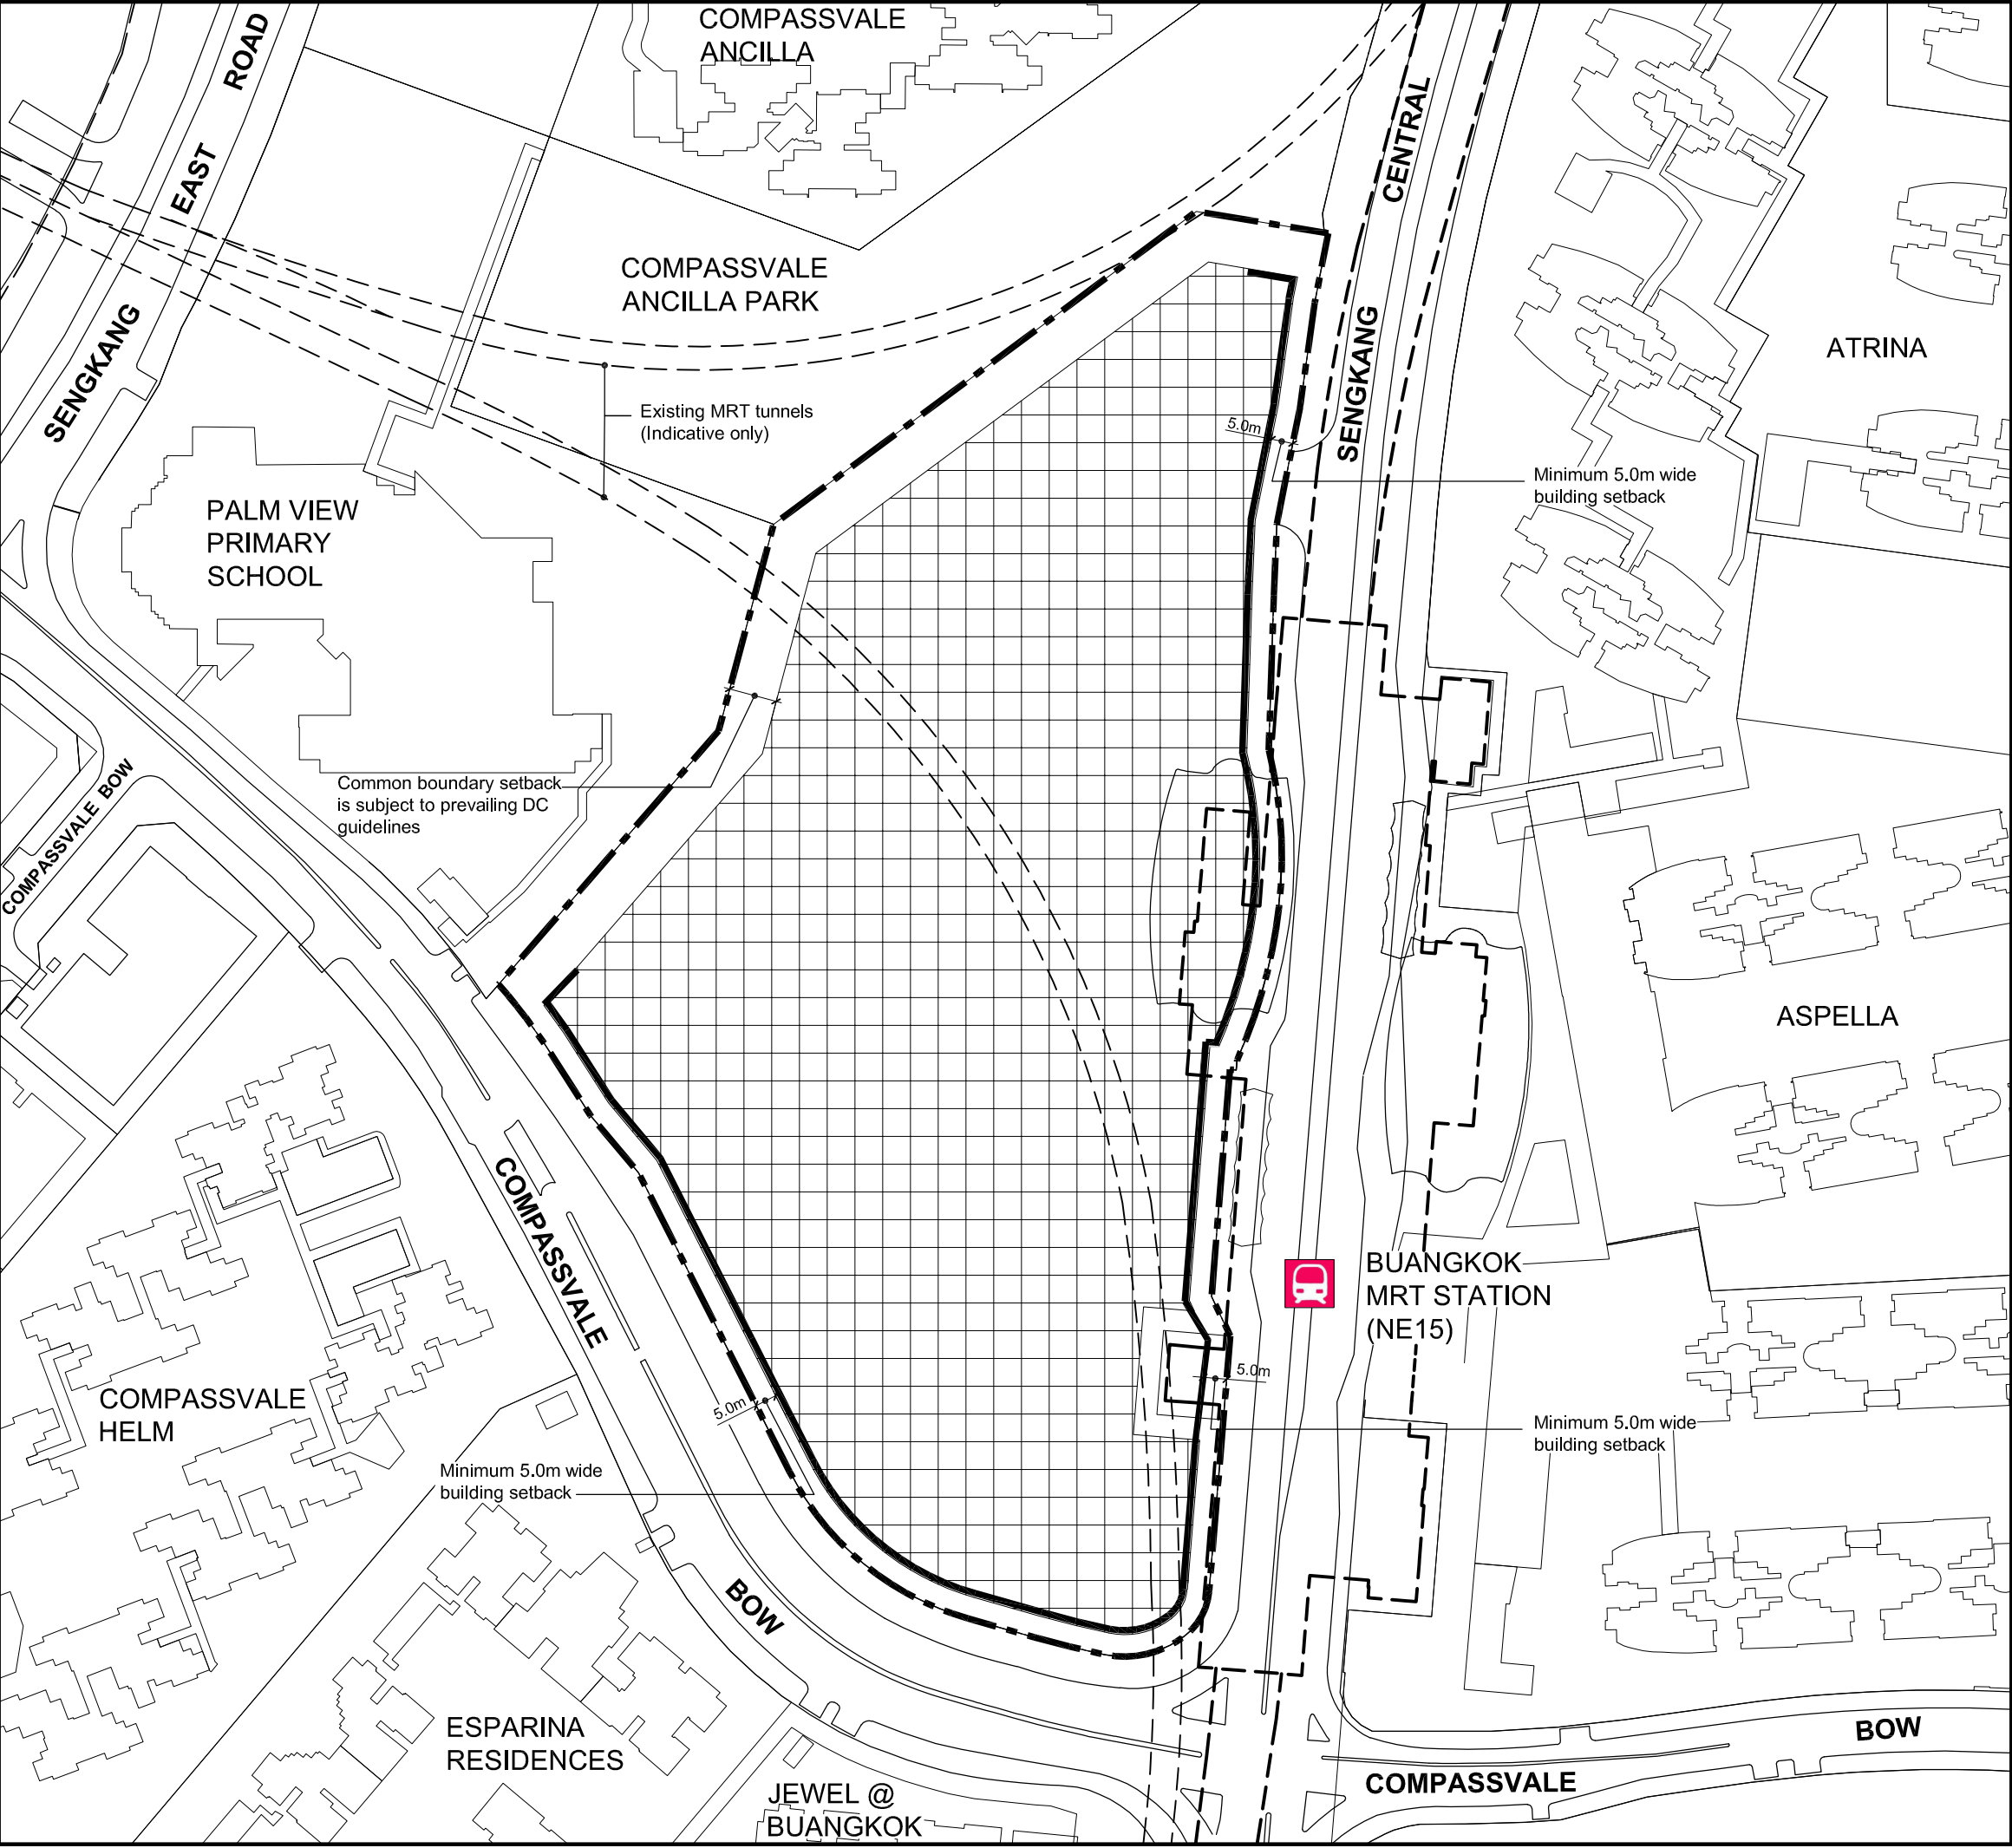 COMPASSVALE
ANCILLA
SENGKANG EAST ROAD
SENGKANG CENTRAL
COMPASSVALE
ANCILLA PARK
ATRINA
Existing MRT tunnels
(Indicative only)
5.0m
Minimum 5.0m wide
building setback
PALM VIEW
PRIMARY
SCHOOL
Common boundary setback
is subject to prevailing DC
guidelines
COMPASSVALE BOW
ASPELLA
COMPASSVALE
BUANGKOK
MRT STATION
(NE15)
5.0m
COMPASSVALE
HELM
5.0m
Minimum 5.0m wide
building setback
Minimum 5.0m wide
building setback
BOW
ESPARINA
RESIDENCES
BOW
COMPASSVALE
JEWEL @
BUANGKOK